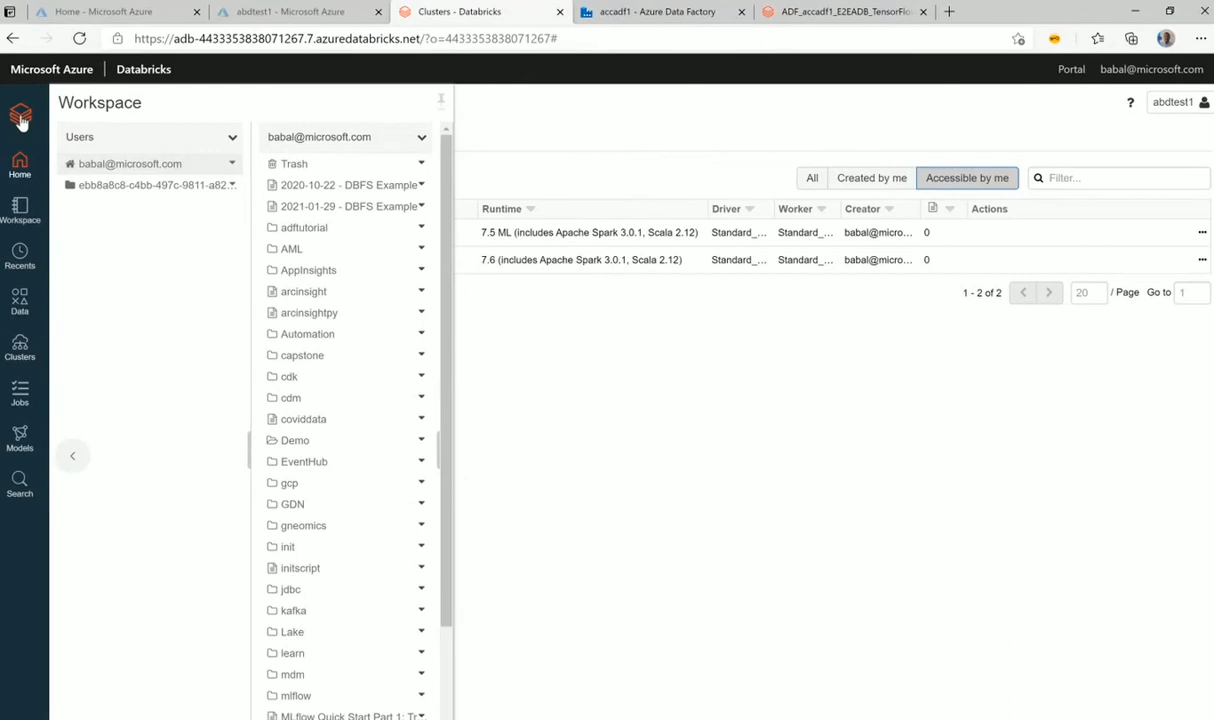 Home - Microsoft Azure
abdtest1 - Microsoft Azure
Clusters - Databricks
accadf1 - Azure Data Factory
ADF_accadf1_E2EADB_TensorFlo
https://adb-4433353838071267.7.azuredatabricks.net/?o=4433353838071267#
Microsoft Azure
Databricks
Portal
babal@microsoft.com
Home
Workspace
Recents
Data
Clusters
Jobs
Models
Search
Workspace
Users
babal@microsoft.com
ebb8a8c8-c4bb-497c-9811-a82...
babal@microsoft.com
Trash
2020-10-22 - DBFS Example
2021-01-29 - DBFS Example
adftutorial
AML
AppInsights
arcinsight
arcinsightpy
Automation
capstone
cdk
cdm
coviddata
Demo
EventHub
gcp
GDN
gneomics
init
initscript
jdbc
kafka
Lake
learn
mdm
mlflow
MLflow Quick Start Part 1: Tr
? abdtest1
All
Created by me
Accessible by me
Filter...
Runtime Driver Worker Creator Actions
7.5 ML (includes Apache Spark 3.0.1, Scala 2.12) Standard_... Standard_... babal@micro... 0 ...
7.6 (includes Apache Spark 3.0.1, Scala 2.12) Standard_... Standard_... babal@micro... 0 ...
1 - 2 of 2 20 / Page Go to 1